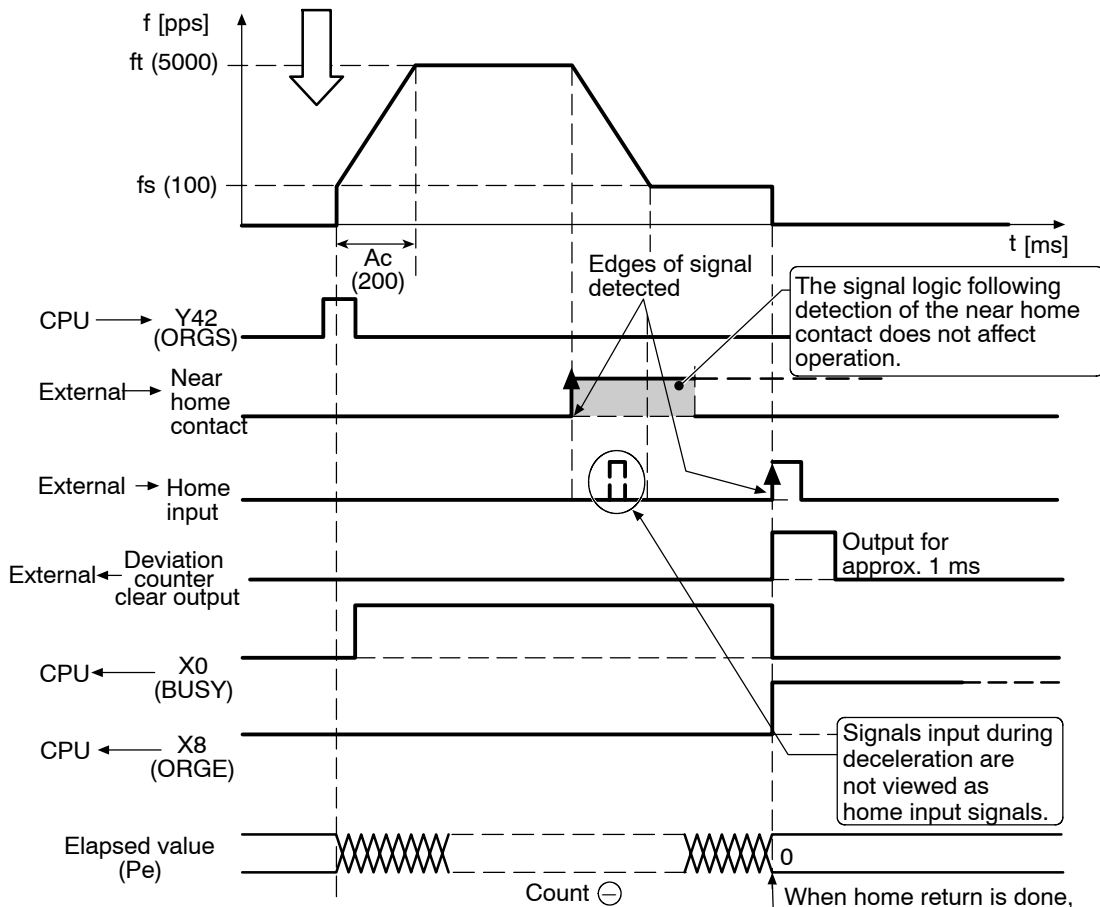 f [pps]
ft (5000)
fs (100)
t [ms]
Ac
(200)
Edges of signal
detected
The signal logic following
detection of the near home
contact does not affect
operation.
CPU
Y42
(ORGS)
External
Near
home
contact
External
Home
input
External
Deviation
counter
clear output
Output for
approx. 1 ms
CPU
X0
(BUSY)
CPU
X8
(ORGE)
Signals input during
deceleration are
not viewed as
home input signals.
Elapsed value
(Pe)
0
Count ⊖
When home return is done,